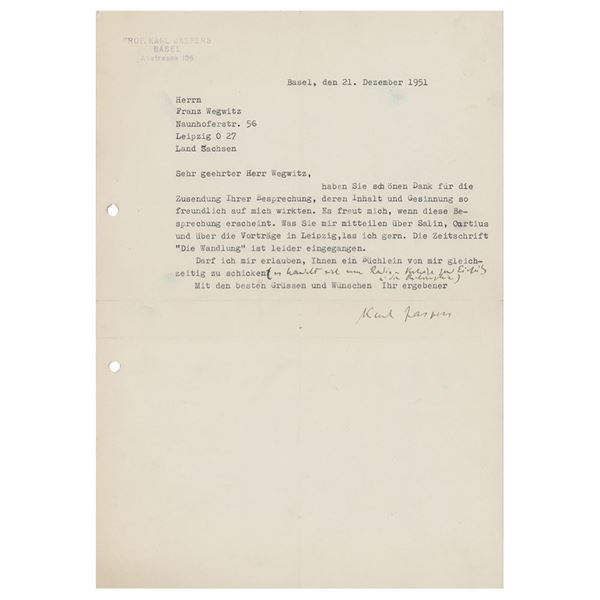 PROF. KARL JASPERS
BASEL
Austrasse 126
Basel, den 21. Dezember 1951
Herrn
Franz Wegwitz
Naunhoferstr. 56
Leipzig O 27
Land Sachsen
Sehr geehrter Herr Wegwitz,
haben Sie schönen Dank für die
Zusendung Ihrer Besprechung, deren Inhalt und Gesinnung so
freundlich auf mich wirkten. Es freut mich, wenn diese Be-
sprechung erscheint. Was Sie mir mitteilen über Salin, Curtius
und über die Vorträge in Leipzig,las ich gern. Die Zeitschrift
"Die Wandlung" ist leider eingegangen.
Darf ich mir erlauben, Ihnen ein Büchlein von mir gleich-
zeitig zu schicken (es handelt sich um Radio-
Mit den besten Grüssen und Wünschen Ihr ergebener
Karl Jaspers